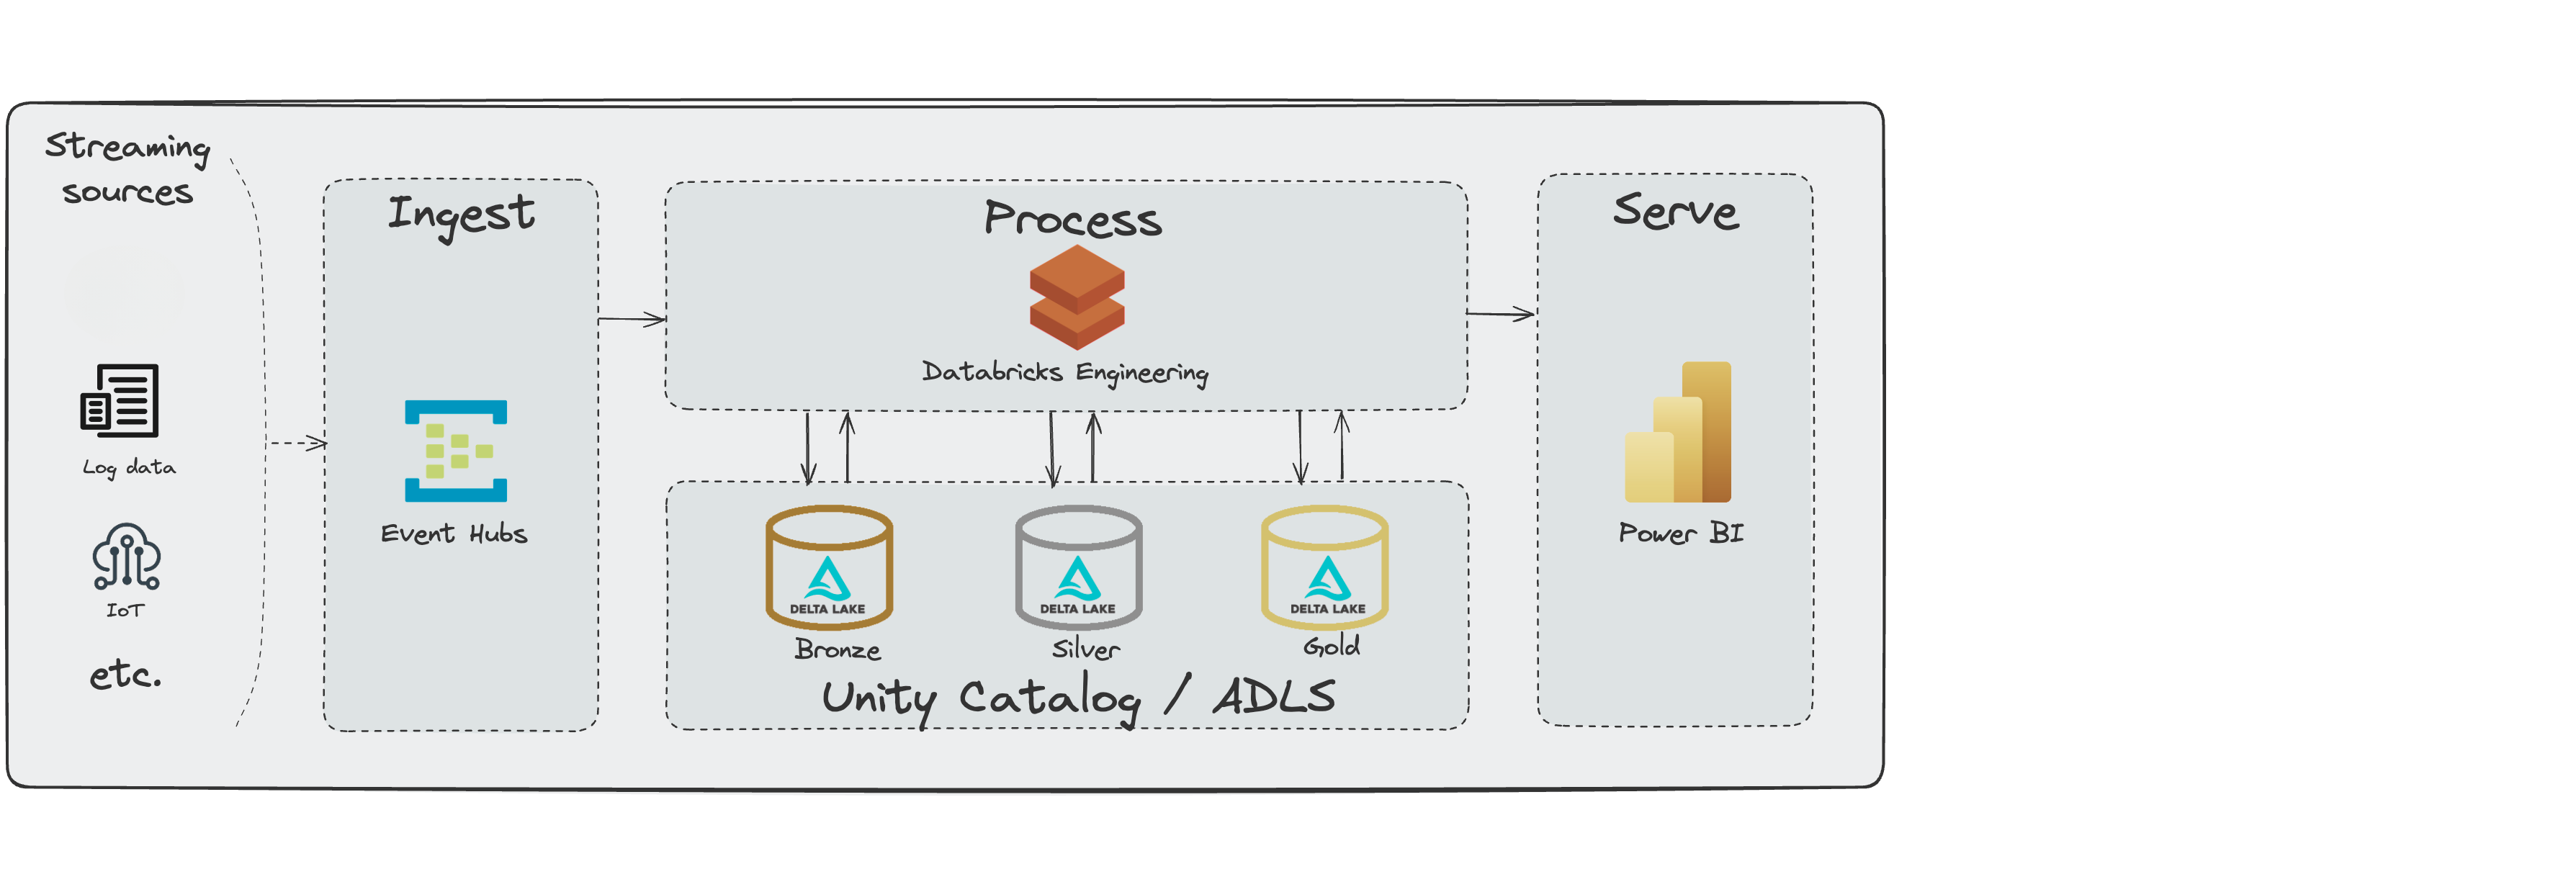 Streaming
sources
Log data
IoT
etc.
Ingest
Event Hubs
Process
Databricks Engineering
DELTA LAKE
Bronze
DELTA LAKE
Silver
DELTA LAKE
Gold
Unity Catalog / ADLS
Serve
Power BI